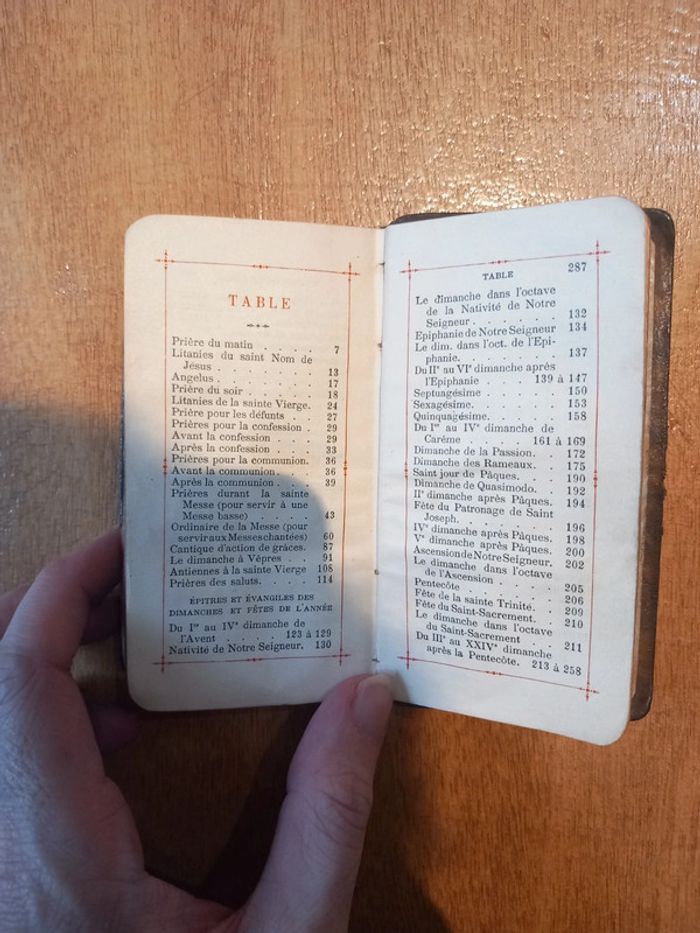 TABLE
Prière du matin . . . . 7
Litanies du saint Nom de
Jésus . . . . . . . 13
Angelus . . . . . . . 17
Prière du soir . . . . . 18
Litanies de la sainte Vierge. 24
Prière pour les défunts . . 27
Prières pour la confession . 29
Avant la confession . . . 29
Après la confession . . . 33
Prières pour la communion. 36
Avant la communion. . . 36
Après la communion . . . 39
Prières durant la sainte
Messe (pour servir à une
Messe basse) . . . . 43
Ordinaire de la Messe (pour
servir aux Messes chantées) 60
Cantique d'action de grâces. 87
Le dimanche à Vêpres . . 91
Antiennes à la sainte Vierge 108
Prières des saluts. . . . 114
ÉPITRES ET ÉVANGILES DES
DIMANCHES ET FÊTES DE L'ANNÉE
Du Ier au IVe dimanche de
l'Avent . . . . 123 à 129
Nativité de Notre Seigneur. 130
TABLE 287
Le dimanche dans l'octave
de la Nativité de Notre
Seigneur . . . . . . 132
Epiphanie de Notre Seigneur 134
Le dim. dans l'oct. de l'Epi-
phanie. . . . . . . 137
Du IIe au VIe dimanche après
l'Epiphanie . . 139 à 147
Septuagésime . . . . . 150
Sexagésime. . . . . . 153
Quinquagésime. . . . . 158
Du Ier au IVe dimanche de
Carême . . . . 161 à 169
Dimanche de la Passion. . 172
Dimanche des Rameaux. . 175
Saint jour de Pâques. . . 190
Dimanche de Quasimodo. . 192
IIe dimanche après Pâques. 194
Fête du Patronage de Saint
Joseph. . . . . . . 196
IVe dimanche après Pâques. 198
Ve dimanche après Pâques. 200
Ascension de Notre Seigneur. 202
Le dimanche dans l'octave
de l'Ascension . . . . 205
Pentecôte . . . . . . 206
Fête de la sainte Trinité. . 209
Fête du Saint-Sacrement. . 210
Le dimanche dans l'octave
du Saint-Sacrement . . 211
Du IIIe au XXIVe dimanche
après la Pentecôte. 213 à 258